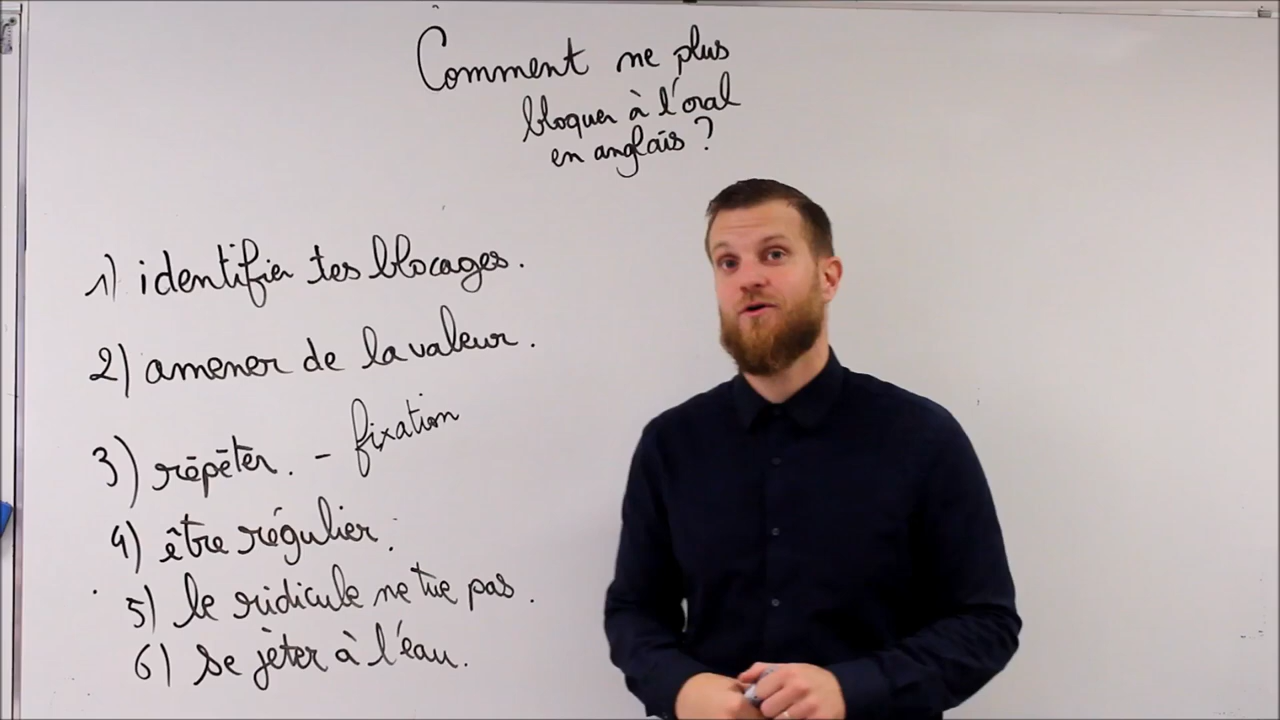 Comment ne plus
bloquer à l'oral
en anglais ?
1) identifier tes blocages.
2) amener de la valeur.
3) répéter. - fixation
4) être régulier.
5) le ridicule ne tue pas.
6) se jeter à l'eau.